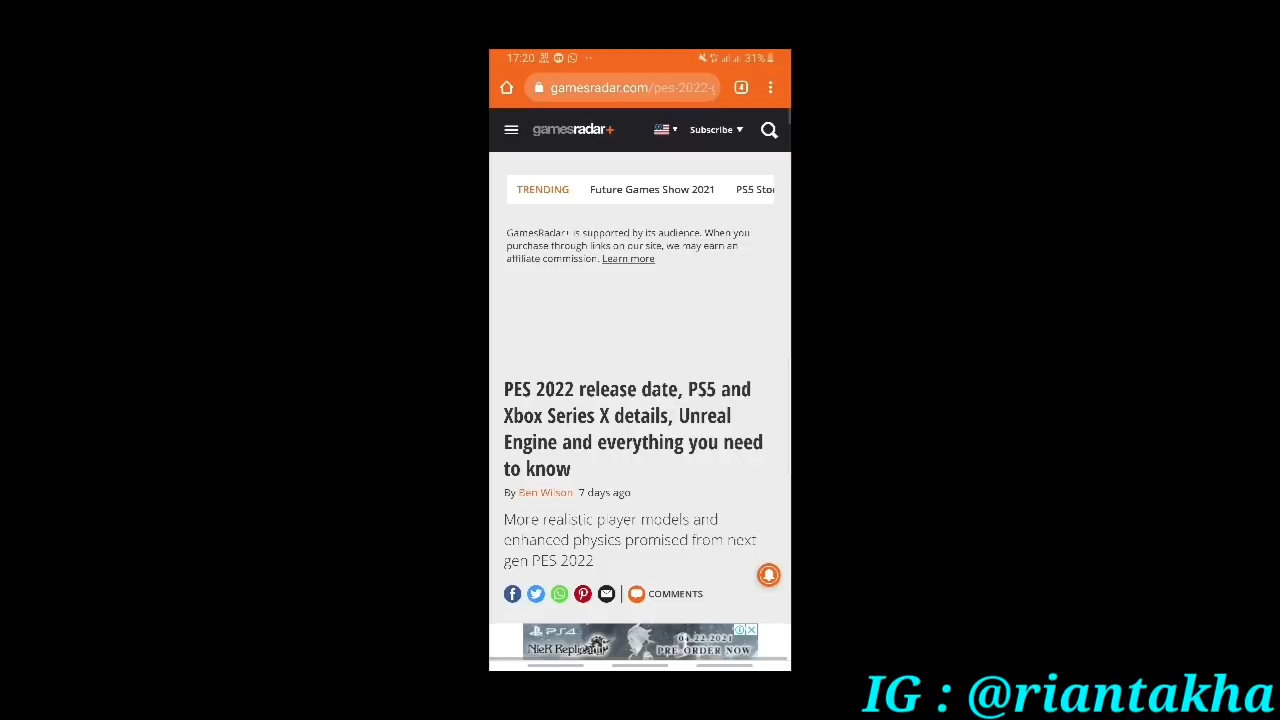 17:20 31%
gamesradar.com/pes-2022- 4
gamesradar+ Subscribe
TRENDING Future Games Show 2021 PS5 Sto
GamesRadar+ is supported by its audience. When you
purchase through links on our site, we may earn an
affiliate commission. Learn more
PES 2022 release date, PS5 and
Xbox Series X details, Unreal
Engine and everything you need
to know
By Ben Wilson 7 days ago
More realistic player models and
enhanced physics promised from next
gen PES 2022
COMMENTS
PS4
NieR Replicant
PRE-ORDER NOW
IG : @riantakha